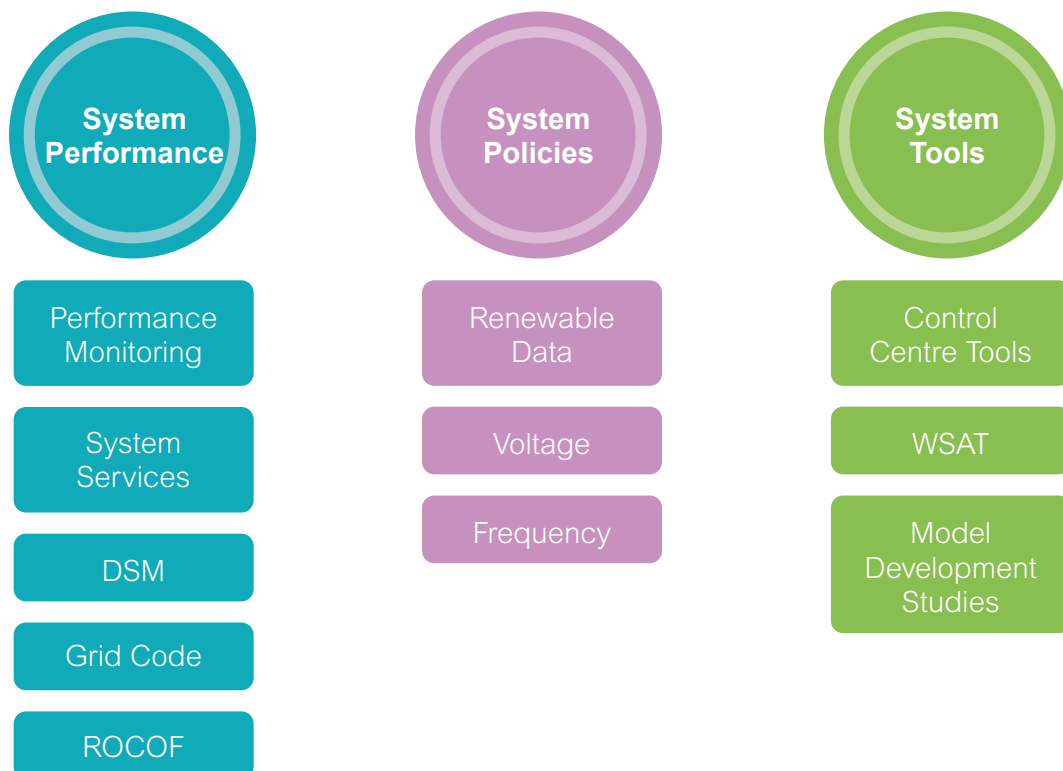 System
Performance
Performance
Monitoring
System
Services
DSM
Grid Code
ROCOF
System
Policies
Renewable
Data
Voltage
Frequency
System
Tools
Control
Centre Tools
WSAT
Model
Development
Studies